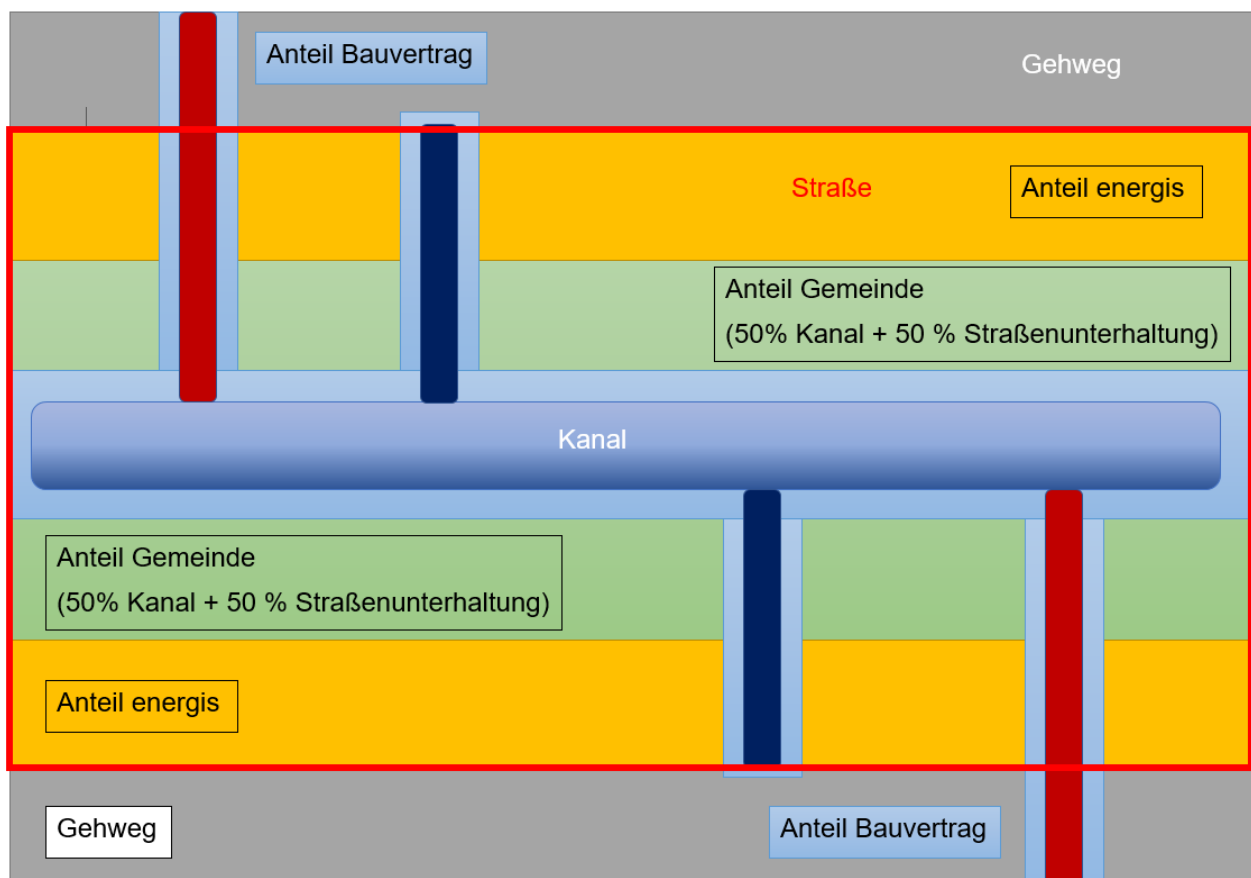 Anteil Bauvertrag
Gehweg
Straße
Anteil energis
Anteil Gemeinde
(50% Kanal + 50 % Straßenunterhaltung)
Kanal
Anteil Gemeinde
(50% Kanal + 50 % Straßenunterhaltung)
Anteil energis
Gehweg
Anteil Bauvertrag